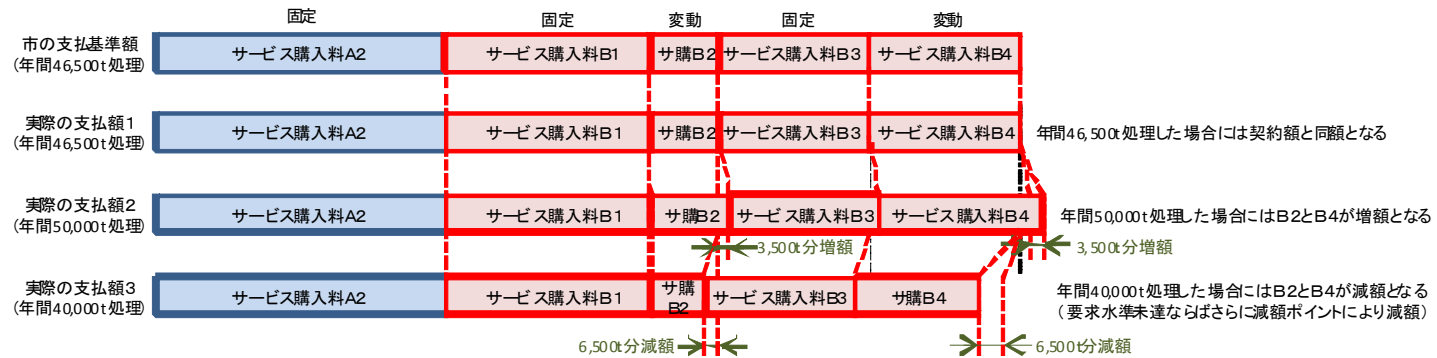 固定 固定 変動 固定 変動
市の支払基準額
(年間46,500t処理)
サービス購入料A2 サービス購入料B1 サ購B2 サービス購入料B3 サービス購入料B4
実際の支払額1
(年間46,500t処理)
サービス購入料A2 サービス購入料B1 サ購B2 サービス購入料B3 サービス購入料B4
年間46,500t処理した場合には契約額と同額となる
実際の支払額2
(年間50,000t処理)
サービス購入料A2 サービス購入料B1 サ購B2 サービス購入料B3 サービス購入料B4
年間50,000t処理した場合にはB2とB4が増額となる
3,500t分増額 3,500t分増額
実際の支払額3
(年間40,000t処理)
サービス購入料A2 サービス購入料B1 サ購
B2 サービス購入料B3 サ購B4
年間40,000t処理した場合にはB2とB4が減額となる
(要求水準未達ならばさらに減額ポイントにより減額)
6,500t分減額 6,500t分減額